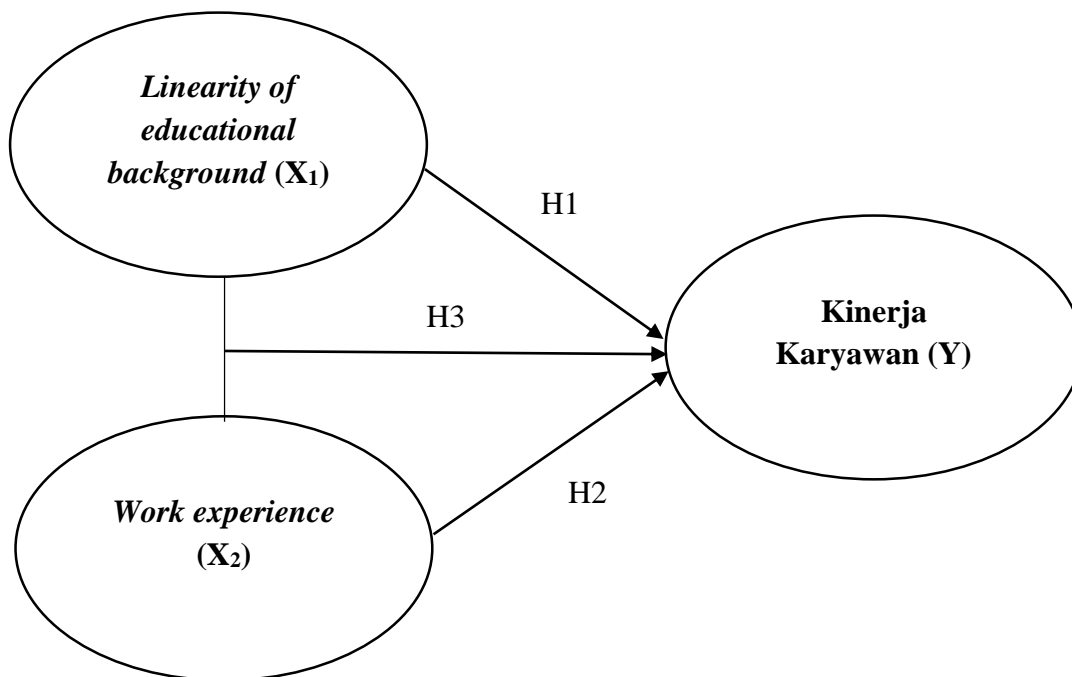 Linearity of
educational
background (X₁)
H1
H3
Kinerja
Karyawan (Y)
H2
Work experience
(X₂)